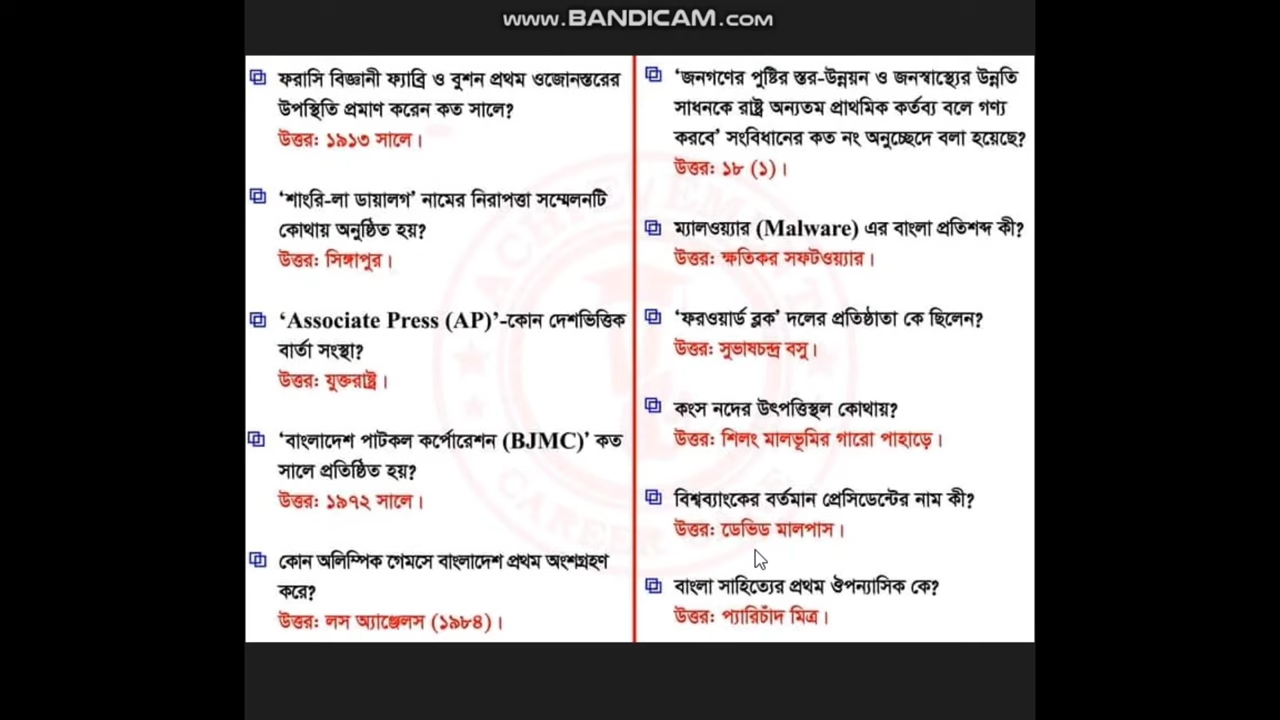 www.BANDICAM.com
ফরাসি বিজ্ঞানী ফ্যাব্রি ও বুশন প্রথম ওজোনস্তরের
উপস্থিতি প্রমাণ করেন কত সালে?
উত্তর: ১৯১৩ সালে।
‘শাংরি-লা ডায়ালগ’ নামের নিরাপত্তা সম্মেলনটি
কোথায় অনুষ্ঠিত হয়?
উত্তর: সিঙ্গাপুর।
‘Associate Press (AP)’-কোন দেশভিত্তিক
বার্তা সংস্থা?
উত্তর: যুক্তরাষ্ট্র।
‘বাংলাদেশ পাটকল কর্পোরেশন (BJMC)’ কত
সালে প্রতিষ্ঠিত হয়?
উত্তর: ১৯৭২ সালে।
কোন অলিম্পিক গেমসে বাংলাদেশ প্রথম অংশগ্রহণ
করে?
উত্তর: লস অ্যাঞ্জেলস (১৯৮৪)।
‘জনগণের পুষ্টির স্তর-উন্নয়ন ও জনস্বাস্থ্যের উন্নতি
সাধনকে রাষ্ট্র অন্যতম প্রাথমিক কর্তব্য বলে গণ্য
করবে’ সংবিধানের কত নং অনুচ্ছেদে বলা হয়েছে?
উত্তর: ১৮ (১)।
ম্যালওয়্যার (Malware) এর বাংলা প্রতিশব্দ কী?
উত্তর: ক্ষতিকর সফটওয়্যার।
‘ফরওয়ার্ড ব্লক’ দলের প্রতিষ্ঠাতা কে ছিলেন?
উত্তর: সুভাষচন্দ্র বসু।
কংস নদের উৎপত্তিস্থল কোথায়?
উত্তর: শিলং মালভূমির গারো পাহাড়ে।
বিশ্বব্যাংকের বর্তমান প্রেসিডেন্টের নাম কী?
উত্তর: ডেভিড মালপাস।
বাংলা সাহিত্যের প্রথম ঔপন্যাসিক কে?
উত্তর: প্যারিচাঁদ মিত্র।